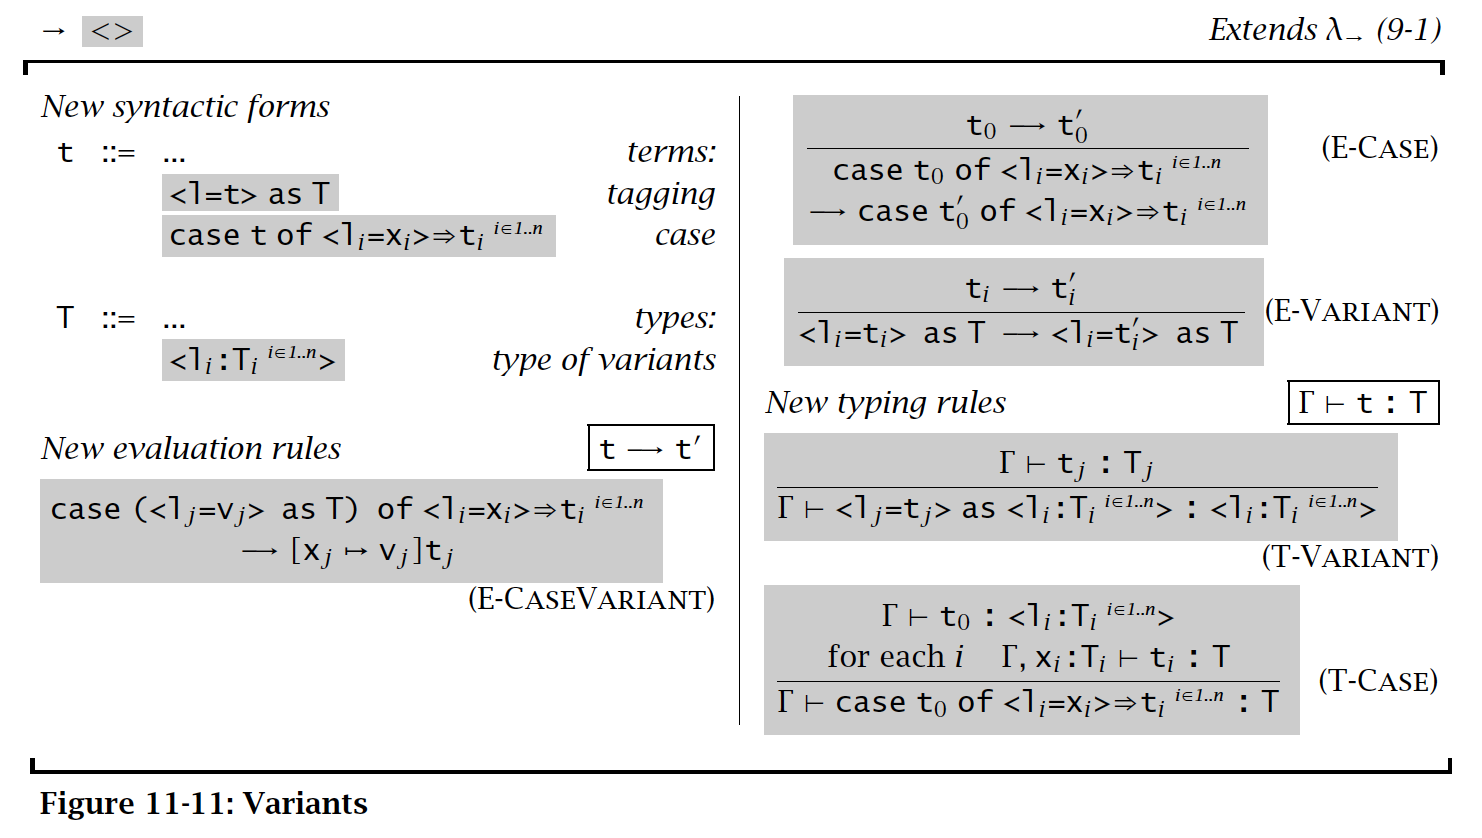 → <> Extends λ→ (9-1)
New syntactic forms
t ::= ... terms:
<l=t> as T tagging
case t of <lᵢ=xᵢ>⇒tᵢ ⁱ∈¹··ⁿ case
T ::= ... types:
<lᵢ:Tᵢ ⁱ∈¹··ⁿ> type of variants
New evaluation rules t ⟶ t′
case (<lⱼ=vⱼ> as T) of <lᵢ=xᵢ>⇒tᵢ ⁱ∈¹··ⁿ
⟶ [xⱼ ↦ vⱼ]tⱼ
(E-CASEVARIANT)
t₀ ⟶ t₀′
(E-CASE)
case t₀ of <lᵢ=xᵢ>⇒tᵢ ⁱ∈¹··ⁿ
⟶ case t₀′ of <lᵢ=xᵢ>⇒tᵢ ⁱ∈¹··ⁿ
tᵢ ⟶ tᵢ′
(E-VARIANT)
<lᵢ=tᵢ> as T ⟶ <lᵢ=tᵢ′> as T
New typing rules Γ ⊢ t : T
Γ ⊢ tⱼ : Tⱼ
Γ ⊢ <lⱼ=tⱼ> as <lᵢ:Tᵢ ⁱ∈¹··ⁿ> : <lᵢ:Tᵢ ⁱ∈¹··ⁿ>
(T-VARIANT)
Γ ⊢ t₀ : <lᵢ:Tᵢ ⁱ∈¹··ⁿ>
for each i Γ, xᵢ:Tᵢ ⊢ tᵢ : T
(T-CASE)
Γ ⊢ case t₀ of <lᵢ=xᵢ>⇒tᵢ ⁱ∈¹··ⁿ : T
Figure 11-11: Variants